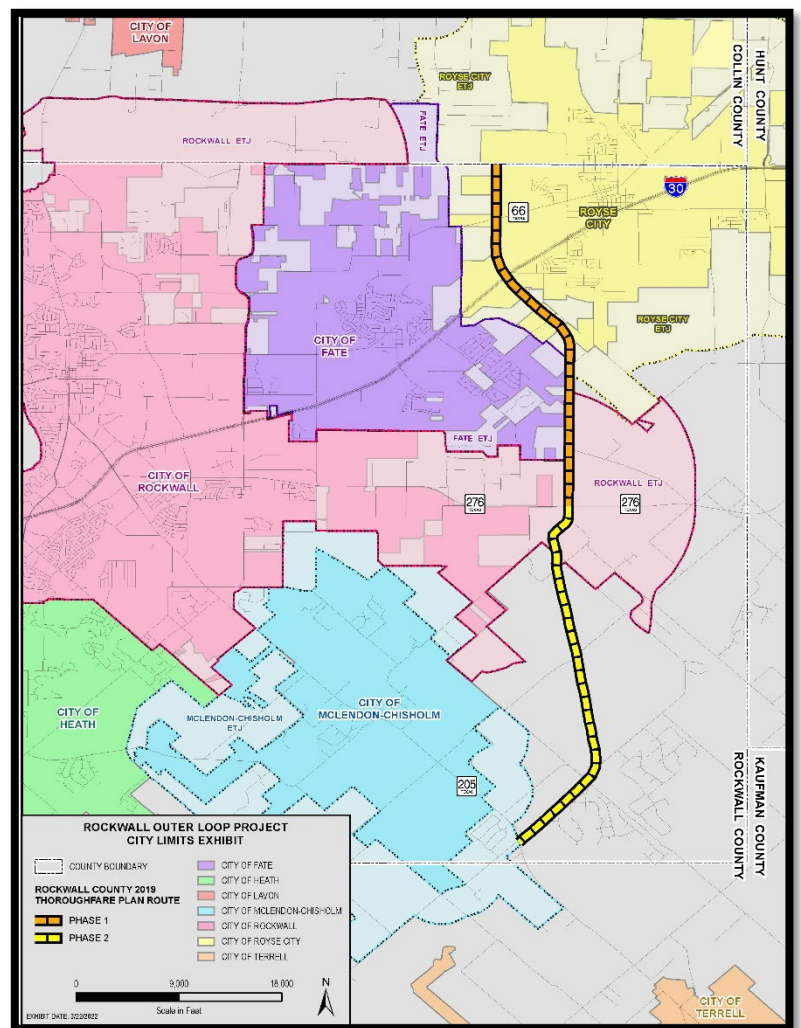 CITY OF
LAVON
ROYSE CITY
ETJ
HUNT COUNTY
COLLIN COUNTY
ROCKWALL ETJ
FATE ETJ
30
66
TEXAS
ROYSE
CITY
ROYSE CITY
ETJ
CITY OF
FATE
FATE ETJ
CITY OF
ROCKWALL
276
TEXAS
ROCKWALL ETJ
276
TEXAS
CITY OF
HEATH
MCLENDON-CHISHOLM
ETJ
CITY OF
MCLENDON-CHISHOLM
205
TEXAS
KAUFMAN COUNTY
ROCKWALL COUNTY
ROCKWALL OUTER LOOP PROJECT
CITY LIMITS EXHIBIT
COUNTY BOUNDARY
ROCKWALL COUNTY 2019
THOROUGHFARE PLAN ROUTE
PHASE 1
PHASE 2
CITY OF FATE
CITY OF HEATH
CITY OF LAVON
CITY OF MCLENDON-CHISHOLM
CITY OF ROCKWALL
CITY OF ROYSE CITY
CITY OF TERRELL
0 9,000 18,000
Scale in Feet
N
EXHIBIT DATE: 3/22/2022
CITY OF
TERRELL